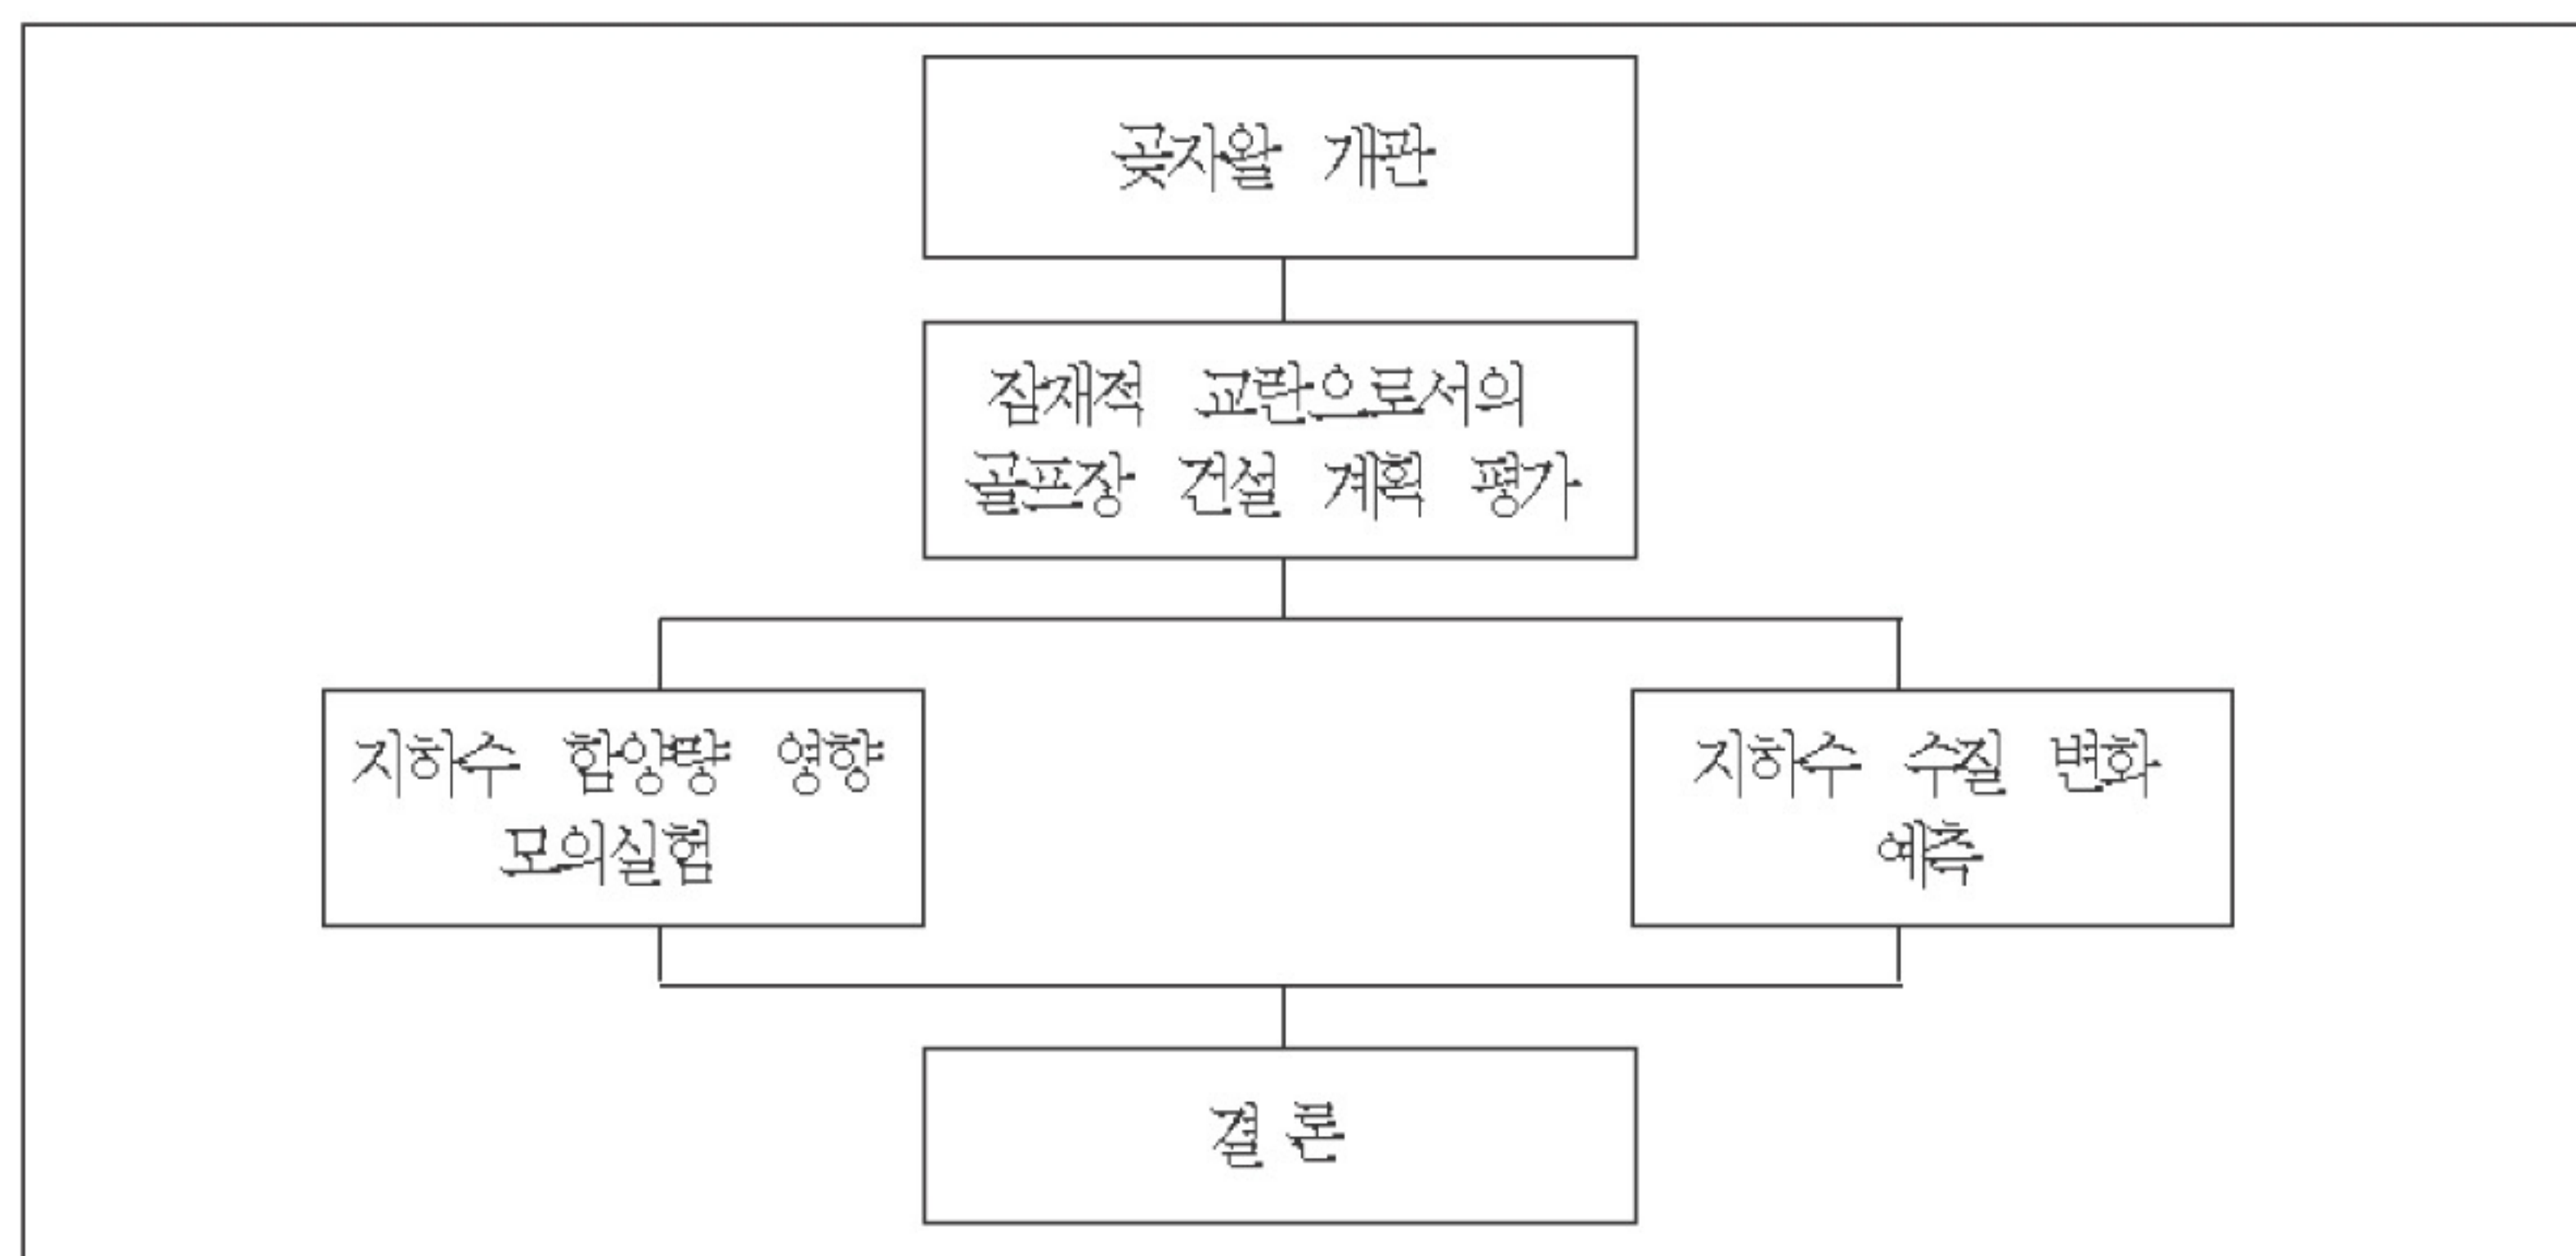 곶자왈 개관
잠재적 교란으로서의
골프장 건설 계획 평가
지하수 함양량 영향
모의실험
지하수 수질 변화
예측
결 론